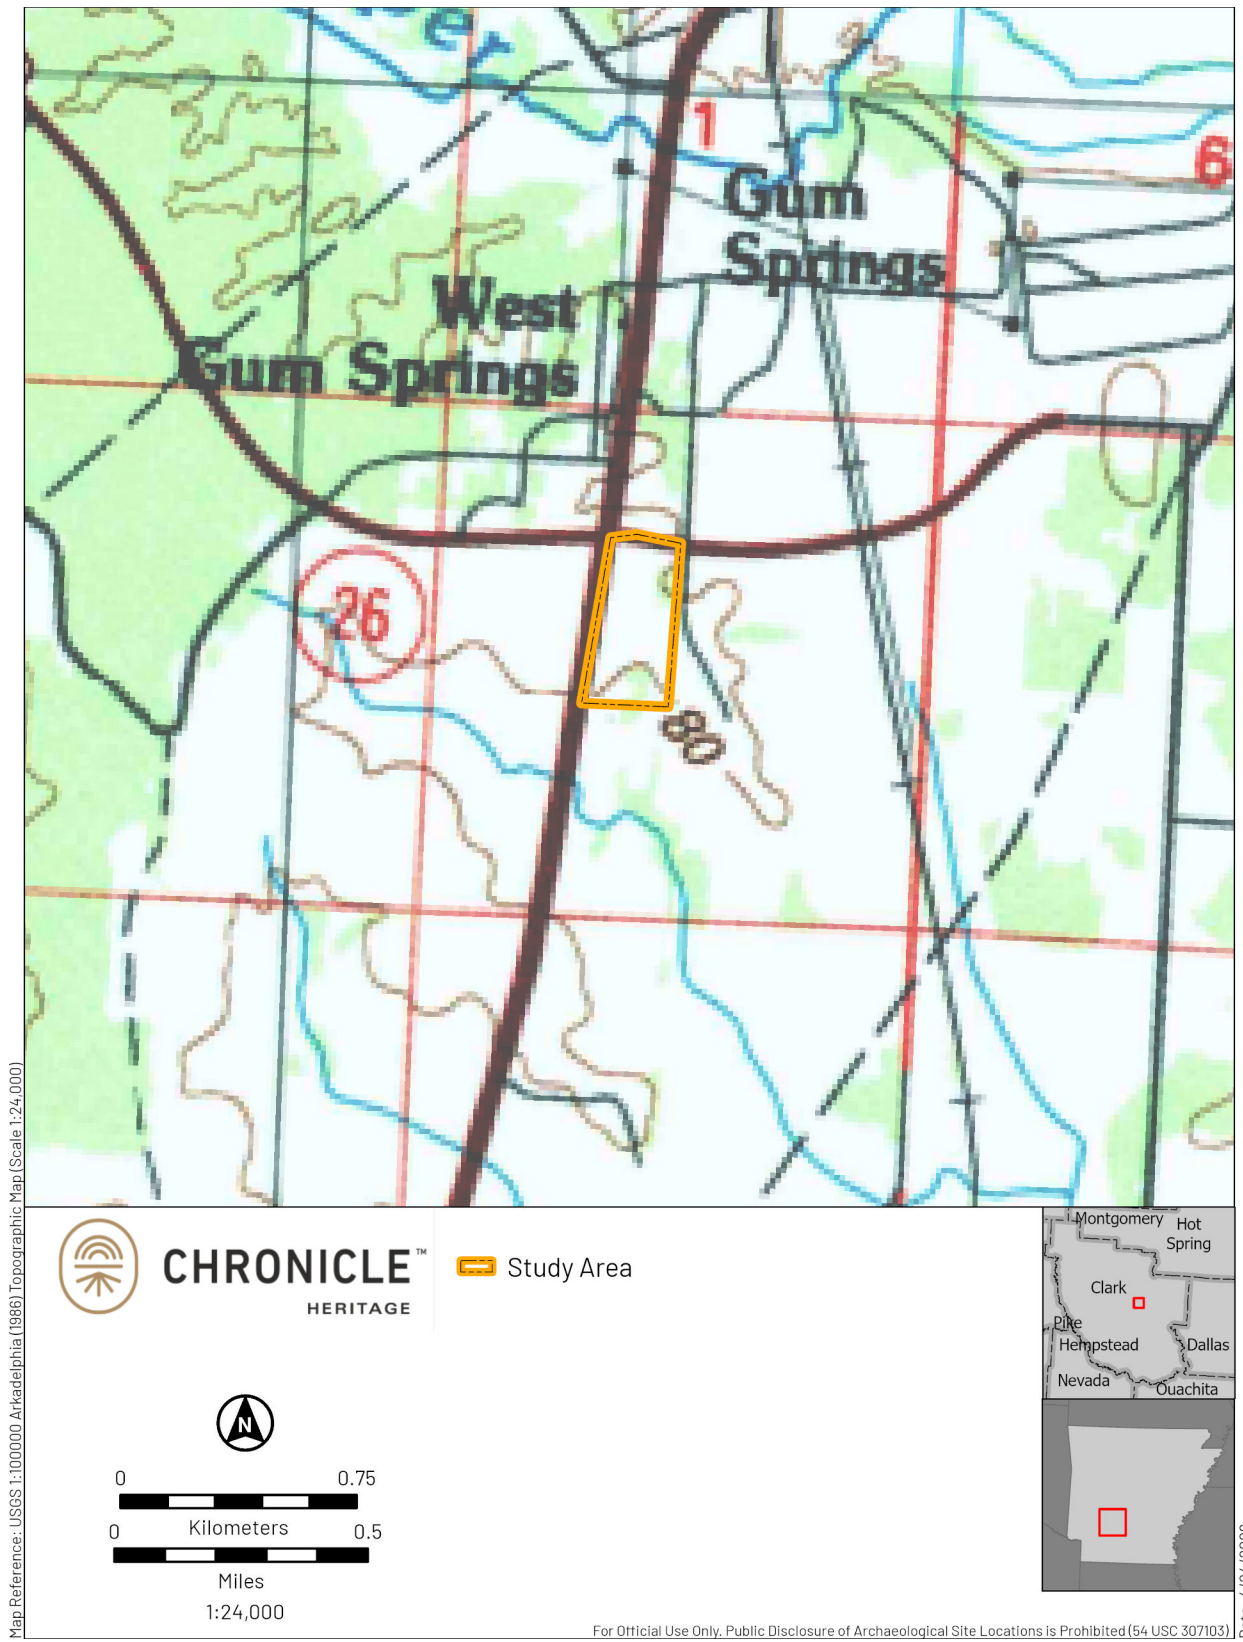 1
6
Gum
Springs
West
Gum Springs
26
80
Map Reference: USGS 1:100000 Arkadelphia (1986) Topographic Map (Scale 1:24,000)
CHRONICLE™
HERITAGE
Study Area
N
0 0.75
Kilometers
0 0.5
Miles
1:24,000
Montgomery
Hot
Spring
Clark
Pike
Hempstead
Dallas
Nevada
Ouachita
For Official Use Only. Public Disclosure of Archaeological Site Locations is Prohibited (54 USC 307103)